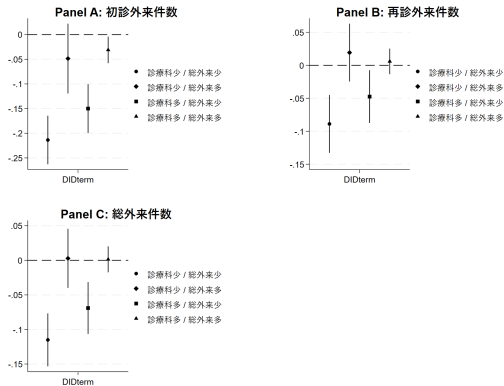 Panel A: 初診外来件数
0
-.05
-.1
-.15
-.2
-.25
DIDterm
診療科少 / 総外来少
診療科少 / 総外来多
診療科多 / 総外来少
診療科多 / 総外来多
Panel B: 再診外来件数
.05
0
-.05
-.1
-.15
DIDterm
診療科少 / 総外来少
診療科少 / 総外来多
診療科多 / 総外来少
診療科多 / 総外来多
Panel C: 総外来件数
.05
0
-.05
-.1
-.15
DIDterm
診療科少 / 総外来少
診療科少 / 総外来多
診療科多 / 総外来少
診療科多 / 総外来多